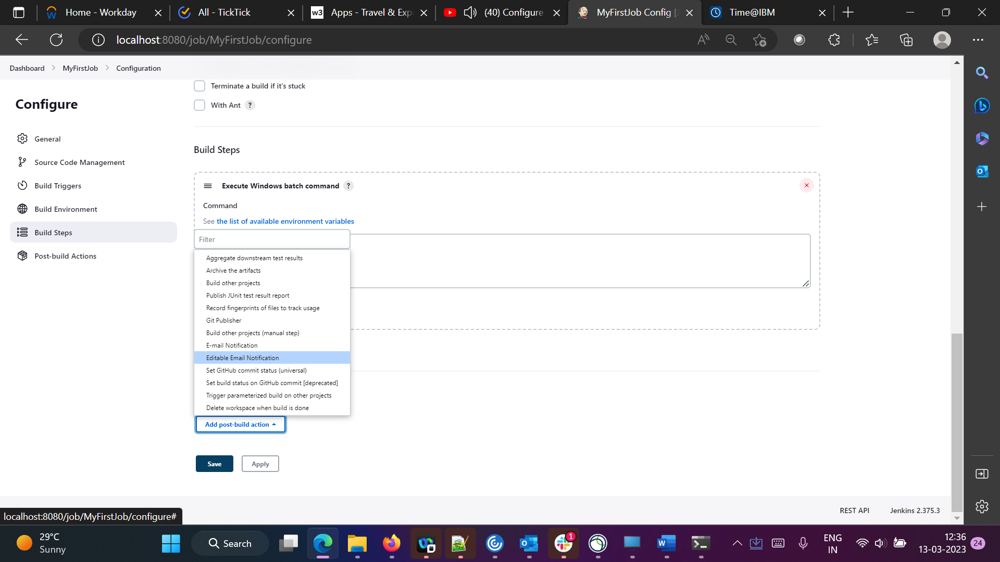 Home - Workday
All - TickTick
w3 Apps - Travel & Exp
(40) Configure
MyFirstJob Config [J
Time@IBM
localhost:8080/job/MyFirstJob/configure
Dashboard
MyFirstJob
Configuration
Terminate a build if it's stuck
With Ant ?
Configure
General
Source Code Management
Build Triggers
Build Environment
Build Steps
Post-build Actions
Build Steps
Execute Windows batch command ?
Command
See the list of available environment variables
Filter
Aggregate downstream test results
Archive the artifacts
Build other projects
Publish JUnit test result report
Record fingerprints of files to track usage
Git Publisher
Build other projects (manual step)
E-mail Notification
Editable Email Notification
Set GitHub commit status (universal)
Set build status on GitHub commit [deprecated]
Trigger parameterized build on other projects
Delete workspace when build is done
Add post-build action
Save
Apply
REST API
Jenkins 2.375.3
localhost:8080/job/MyFirstJob/configure#
29°C
Sunny
Search
1
ENG
IN
12:36
13-03-2023
24